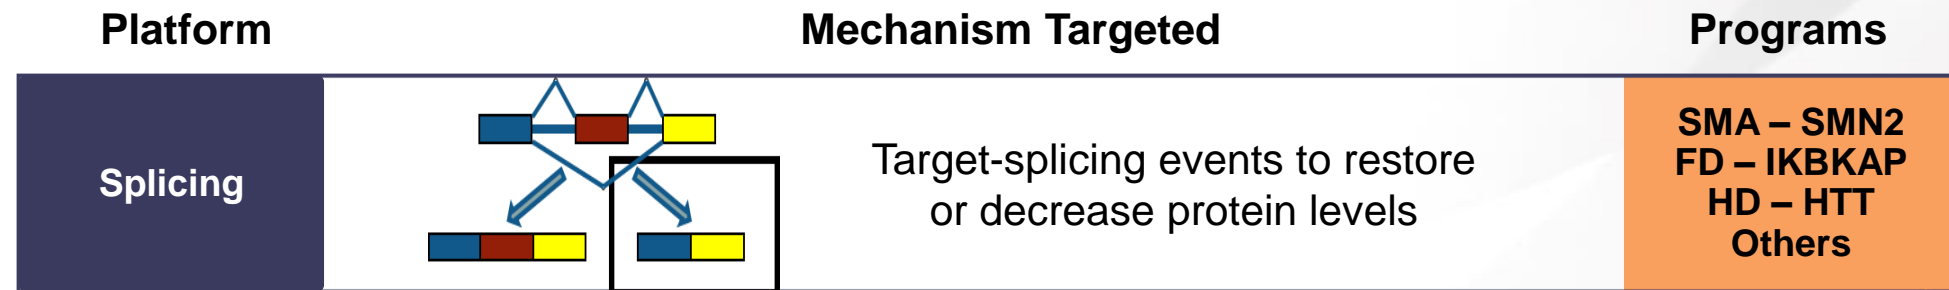 Platform
Mechanism Targeted
Programs
Splicing
Target-splicing events to restore
or decrease protein levels
SMA – SMN2
FD – IKBKAP
HD – HTT
Others